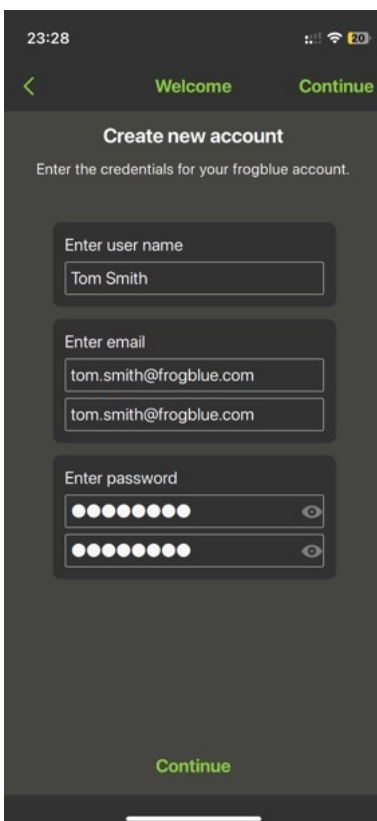 23:28
20
Welcome Continue
Create new account
Enter the credentials for your frogblue account.
Enter user name
Tom Smith
Enter email
tom.smith@frogblue.com
tom.smith@frogblue.com
Enter password
●●●●●●●●
●●●●●●●●
Continue